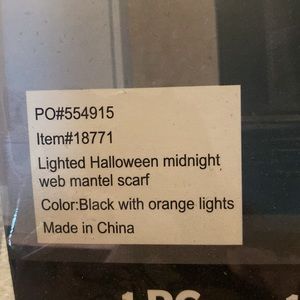 PO#554915
Item#18771
Lighted Halloween midnight
web mantel scarf
Color:Black with orange lights
Made in China